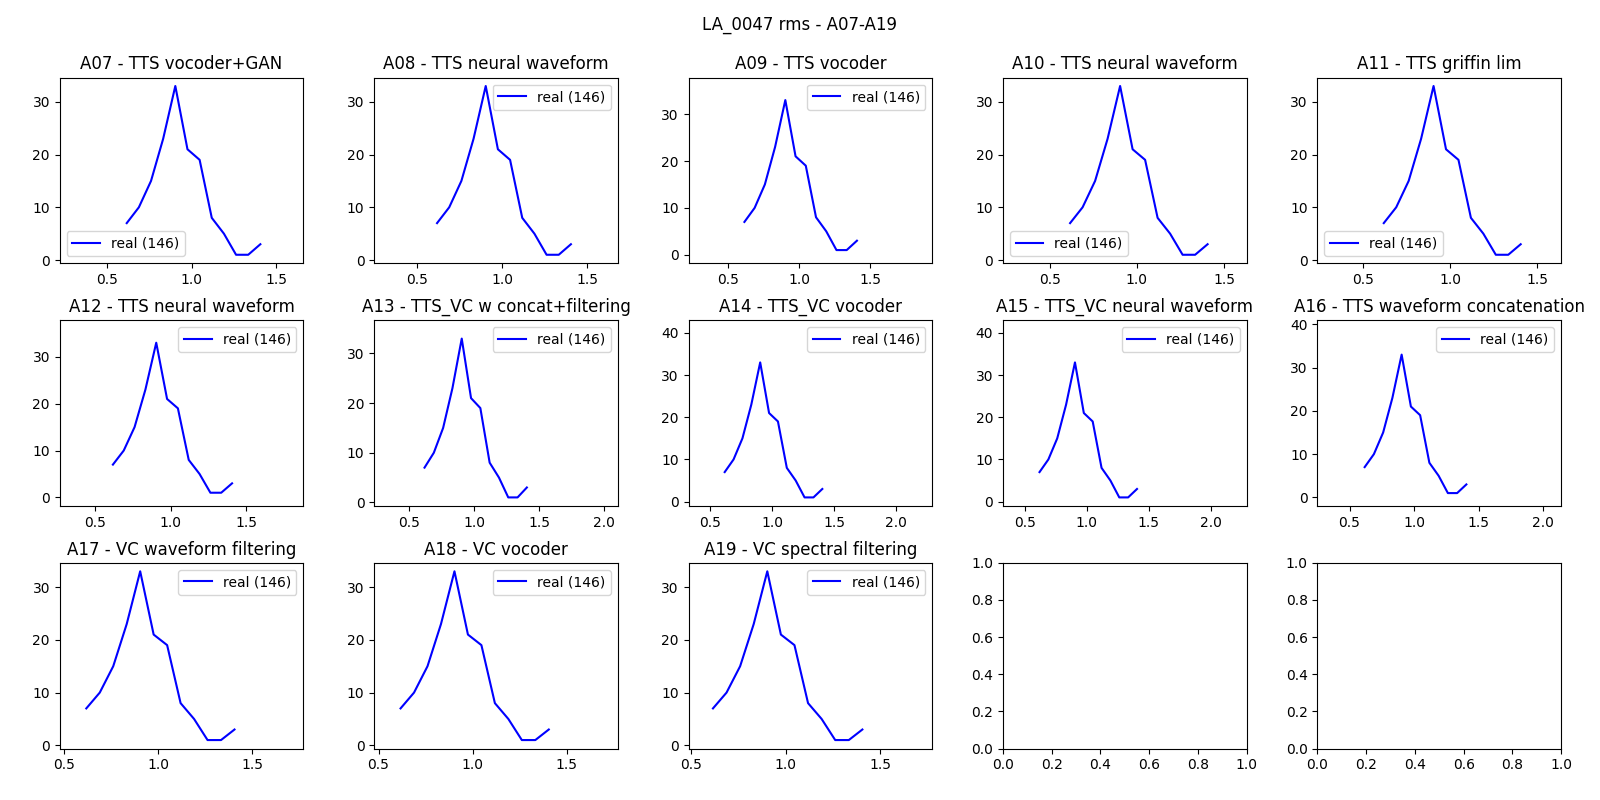 LA_0047 rms - A07-A19
A07 - TTS vocoder+GAN
30
20
10
0
0.5 1.0 1.5
real (146)
A08 - TTS neural waveform
30
20
10
0
0.5 1.0 1.5
real (146)
A09 - TTS vocoder
30
20
10
0
0.5 1.0 1.5
real (146)
A10 - TTS neural waveform
30
20
10
0
0.5 1.0 1.5
real (146)
A11 - TTS griffin lim
30
20
10
0
0.5 1.0 1.5
real (146)
A12 - TTS neural waveform
30
20
10
0
0.5 1.0 1.5
real (146)
A13 - TTS_VC w concat+filtering
30
20
10
0
0.5 1.0 1.5 2.0
real (146)
A14 - TTS_VC vocoder
40
30
20
10
0
0.5 1.0 1.5 2.0
real (146)
A15 - TTS_VC neural waveform
40
30
20
10
0
0.5 1.0 1.5 2.0
real (146)
A16 - TTS waveform concatenation
40
30
20
10
0
0.5 1.0 1.5 2.0
real (146)
A17 - VC waveform filtering
30
20
10
0
0.5 1.0 1.5
real (146)
A18 - VC vocoder
30
20
10
0
0.5 1.0 1.5
real (146)
A19 - VC spectral filtering
30
20
10
0
0.5 1.0 1.5
real (146)
1.0
0.8
0.6
0.4
0.2
0.0
0.0 0.2 0.4 0.6 0.8 1.0
1.0
0.8
0.6
0.4
0.2
0.0
0.0 0.2 0.4 0.6 0.8 1.0